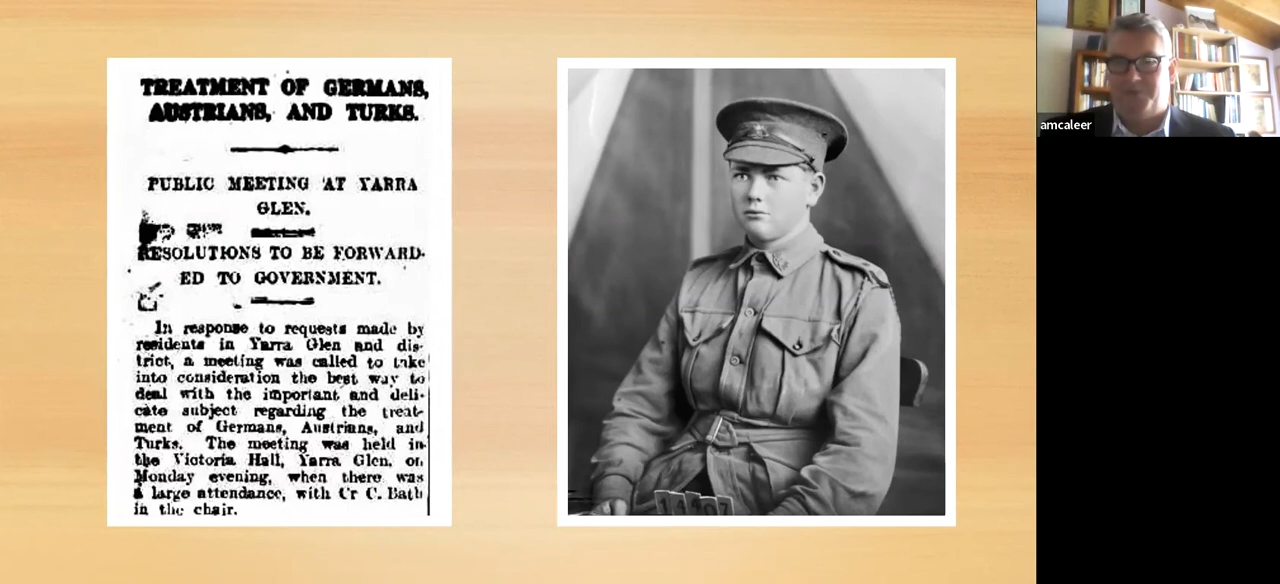 TREATMENT OF GERMANS,
AUSTRIANS, AND TURKS.
PUBLIC MEETING AT YARRA
GLEN.
RESOLUTIONS TO BE FORWARD-
ED TO GOVERNMENT.
In response to requests made by
residents in Yarra Glen and dis-
trict, a meeting was called to take
into consideration the best way to
deal with the important and deli-
cate subject regarding the treat-
ment of Germans, Austrians, and
Turks. The meeting was held in
the Victoria Hall, Yarra Glen, on
Monday evening, when there was
a large attendance, with Cr C. Bath
in the chair.
amcaleer